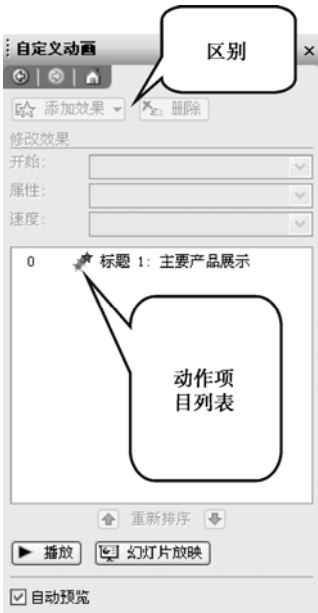 自定义动画
区别
添加效果 删除
修改效果
开始:
属性:
速度:
0 标题 1: 主要产品展示
动作项
目列表
重新排序
播放 幻灯片放映
自动预览